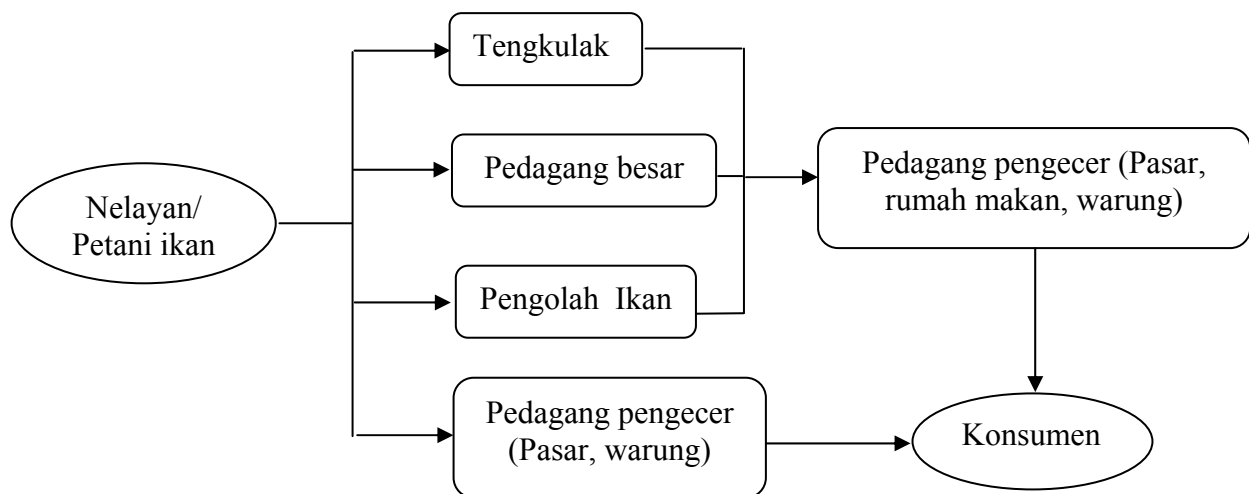 Tengkulak
Pedagang besar
Pedagang pengecer (Pasar,
rumah makan, warung)
Nelayan/
Petani ikan
Pengolah Ikan
Pedagang pengecer
(Pasar, warung)
Konsumen